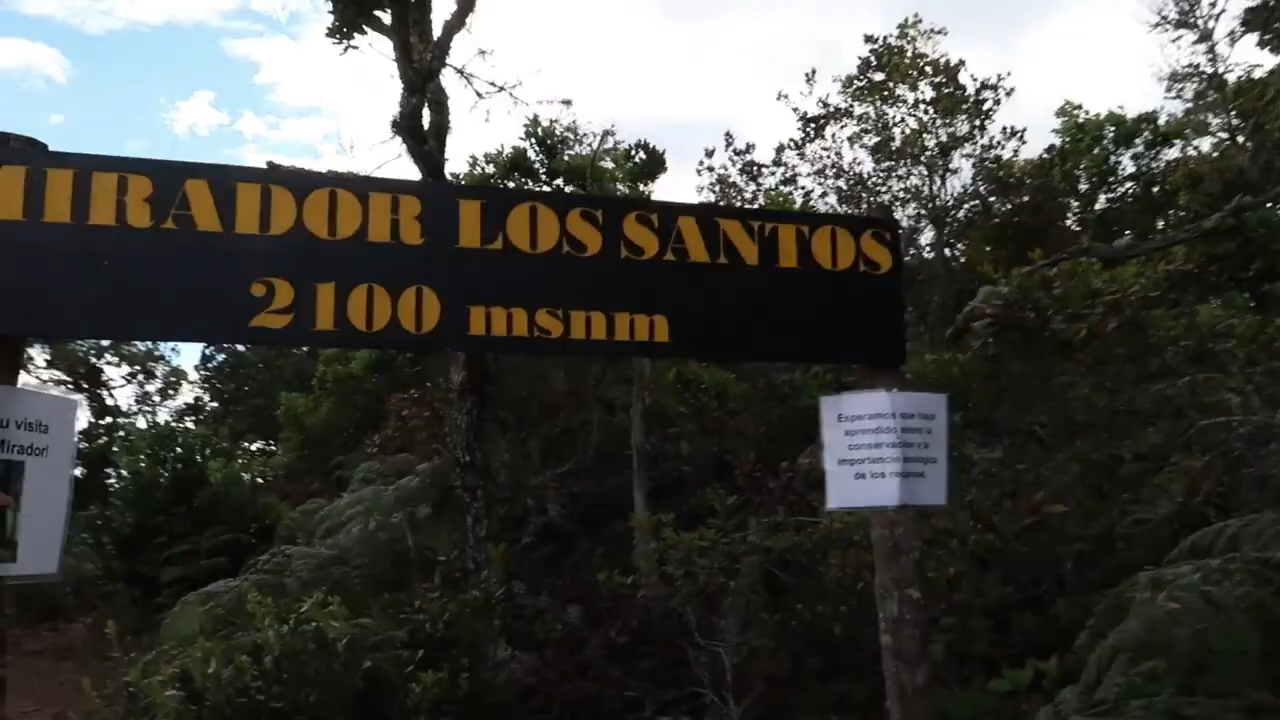 MIRADOR LOS SANTOS
2100 msnm
u visita
Mirador!
Esperamos que haya
aprendido sobre la
conservación y la
importancia
de los